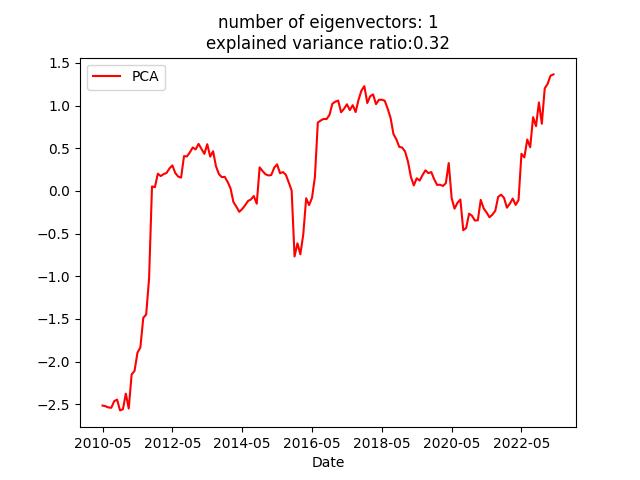 number of eigenvectors: 1
explained variance ratio:0.32
PCA
1.5
1.0
0.5
0.0
−0.5
−1.0
−1.5
−2.0
−2.5
2010-05 2012-05 2014-05 2016-05 2018-05 2020-05 2022-05
Date